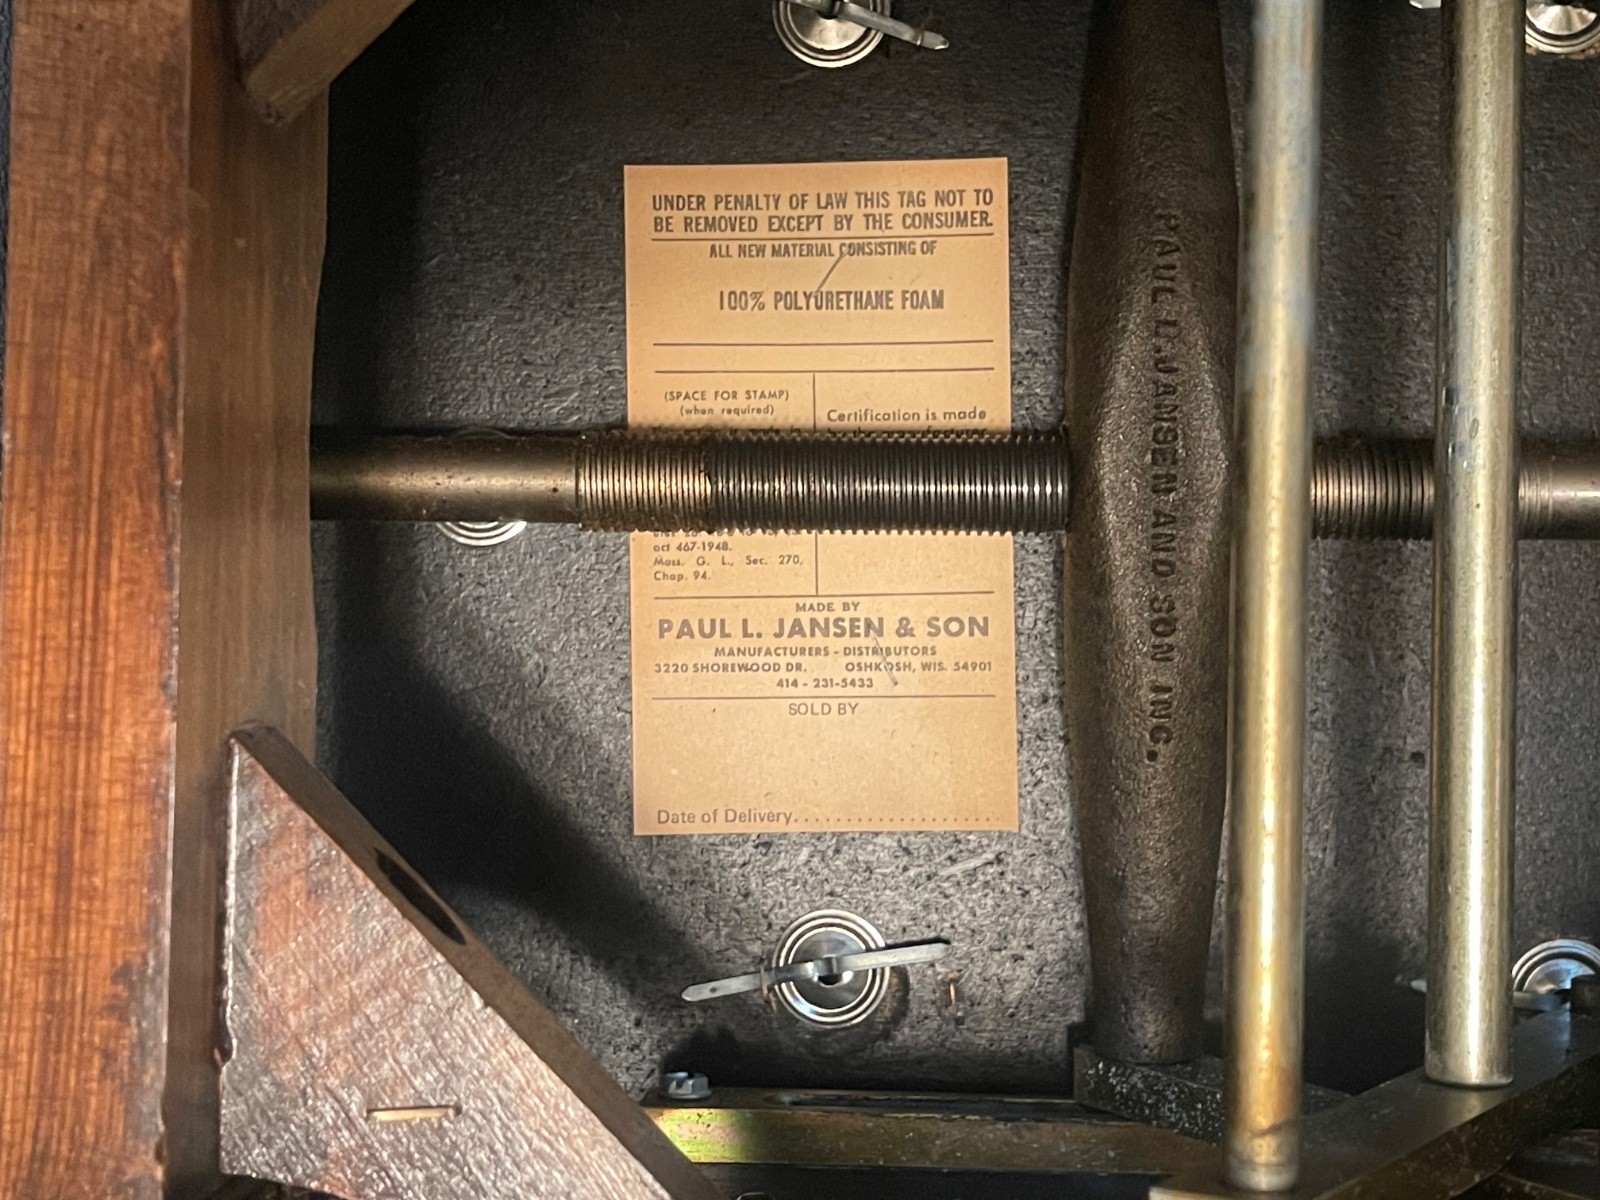 UNDER PENALTY OF LAW THIS TAG NOT TO
BE REMOVED EXCEPT BY THE CONSUMER.
ALL NEW MATERIAL CONSISTING OF
100% POLYURETHANE FOAM
(SPACE FOR STAMP)
(when required)
Certification is made
by the manufacturer
act 467-1948.
Mass. G. L., Sec. 270,
Chap. 94.
MADE BY
PAUL L. JANSEN & SON
MANUFACTURERS - DISTRIBUTORS
3220 SHOREWOOD DR. OSHKOSH, WIS. 54901
414 - 231-5433
SOLD BY
Date of Delivery....................
PAUL L. JANSEN AND SON INC.